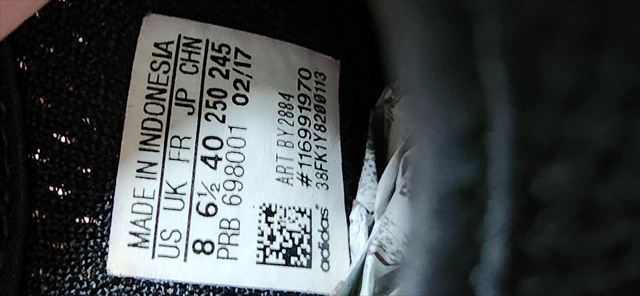 MADE IN INDONESIA
US UK FR JP CHN
8 6½ 40 250 245
PRB 698001 02/17
ART BY2884
#116991970
38FK1Y8200113
adidas